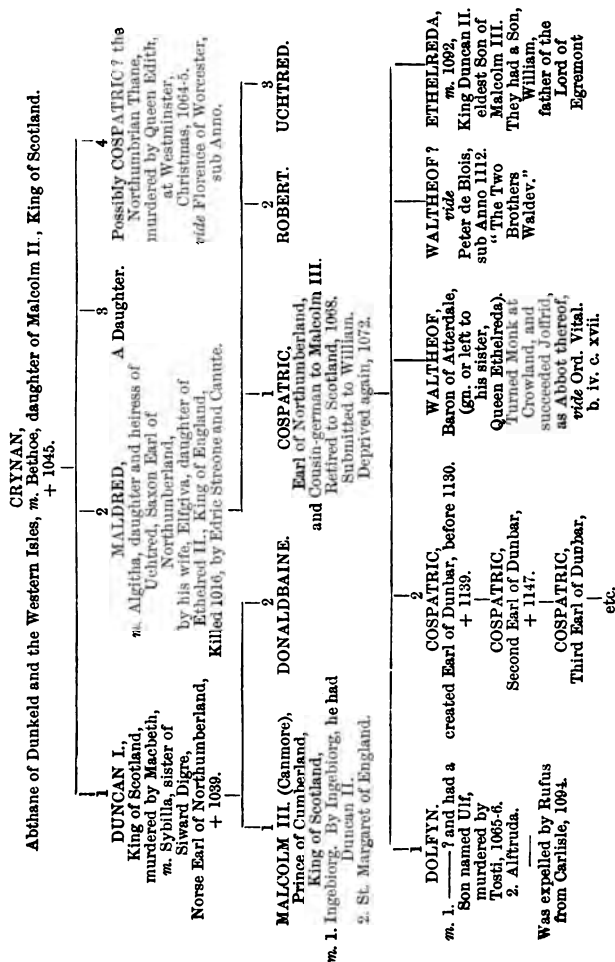 CRYNAN,
Abthane of Dunkeld and the Western Isles, m. Bethoe, daughter of Malcolm II., King of Scotland.
+ 1045.
1
DUNCAN I.,
King of Scotland,
murdered by Macbeth,
m. Sybilla, sister of
Siward Digre,
Norse Earl of Northumberland,
+ 1039.
2
MALDRED,
m. Algitha, daughter and heiress of
Uchtred, Saxon Earl of
Northumberland,
by his wife, Elfgiva, daughter of
Ethelred II., King of England,
Killed 1016, by Edric Streone and Canute.
3
A Daughter.
4
Possibly COSPATRIC? the
Northumbrian Thane,
murdered by Queen Edith,
at Westminster,
Christmas, 1064-5.
vide Florence of Worcester,
sub Anno.
1
MALCOLM III. (Canmore),
Prince of Cumberland,
King of Scotland,
m. 1. Ingebiorg. By Ingebiorg, he had
Duncan II.
2. St. Margaret of England.
2
DONALDBAINE.
1
COSPATRIC,
Earl of Northumberland,
and Cousin-german to Malcolm III.
Retired to Scotland, 1068.
Submitted to William.
Deprived again, 1072.
2
ROBERT.
3
UCHTRED.
1
DOLFYN.
m. 1. —— ? and had a
Son named Ulf,
murdered by
Tosti, 1065-6.
2. Alftruda.
Was expelled by Rufus
from Carlisle, 1094.
2
COSPATRIC,
created Earl of Dunbar, before 1130.
+ 1139.
COSPATRIC,
Second Earl of Dunbar,
+ 1147.
COSPATRIC,
Third Earl of Dunbar,
etc.
WALTHEOF,
Baron of Atterdale,
(gn. or left to
his sister,
Queen Ethelreda).
Turned Monk at
Crowland, and
succeeded Joffrid,
as Abbot thereof,
vide Ord. Vital.
b. iv. c. xvii.
WALTHEOF?
vide
Peter de Blois,
sub Anno 1112.
“The Two
Brothers
Waldev.”
ETHELREDA,
m. 1092,
King Duncan II.
eldest Son of
Malcolm III.
They had a Son,
William,
father of the
Lord of
Egremont